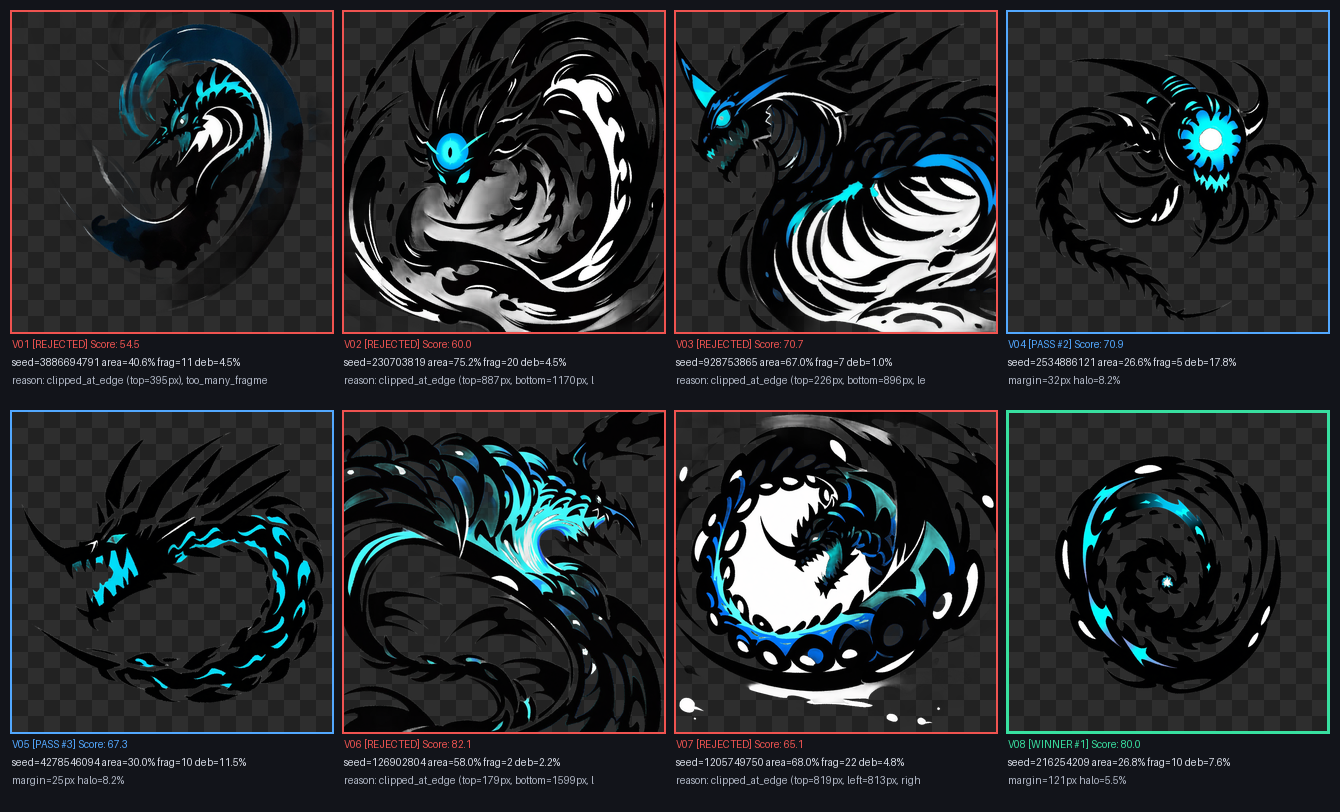 V01 [REJECTED] Score: 54.5
seed=3886694791 area=40.6% frag=11 deb=4.5%
reason: clipped_at_edge (top=395px), too_many_fragme
V02 [REJECTED] Score: 60.0
seed=230703819 area=75.2% frag=20 deb=4.5%
reason: clipped_at_edge (top=887px, bottom=1170px, l
V03 [REJECTED] Score: 70.7
seed=928753865 area=67.0% frag=7 deb=1.0%
reason: clipped_at_edge (top=226px, bottom=896px, le
V04 [PASS #2] Score: 70.9
seed=2534886121 area=26.6% frag=5 deb=17.8%
margin=32px halo=8.2%
V05 [PASS #3] Score: 67.3
seed=4278546094 area=30.0% frag=10 deb=11.5%
margin=25px halo=8.2%
V06 [REJECTED] Score: 82.1
seed=126902804 area=58.0% frag=2 deb=2.2%
reason: clipped_at_edge (top=179px, bottom=1599px, l
V07 [REJECTED] Score: 65.1
seed=1205749750 area=68.0% frag=22 deb=4.8%
reason: clipped_at_edge (top=819px, left=813px, righ
V08 [WINNER #1] Score: 80.0
seed=216254209 area=26.8% frag=10 deb=7.6%
margin=121px halo=5.5%